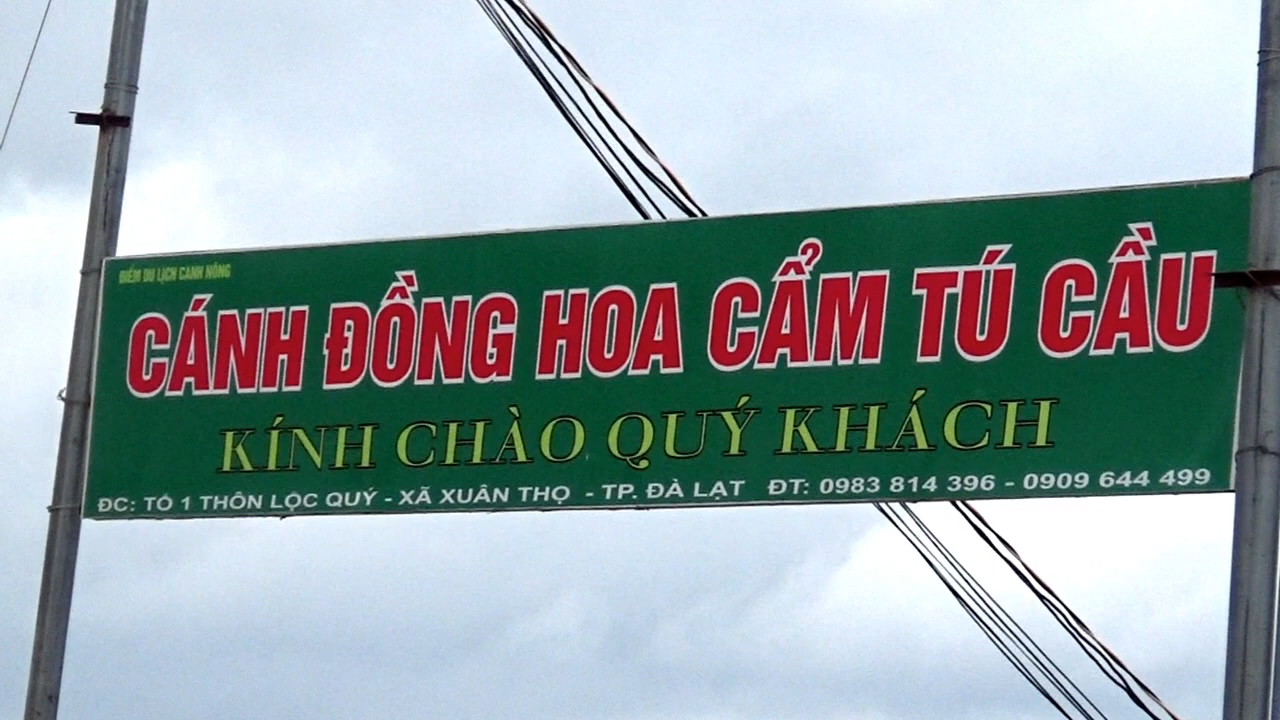 ĐIỂM DU LỊCH CANH NÔNG
CÁNH ĐỒNG HOA CẨM TÚ CẦU
KÍNH CHÀO QUÝ KHÁCH
ĐC: TỔ 1 THÔN LỘC QUÝ - XÃ XUÂN THỌ - TP. ĐÀ LẠT ĐT: 0983 814 396 - 0909 644 499